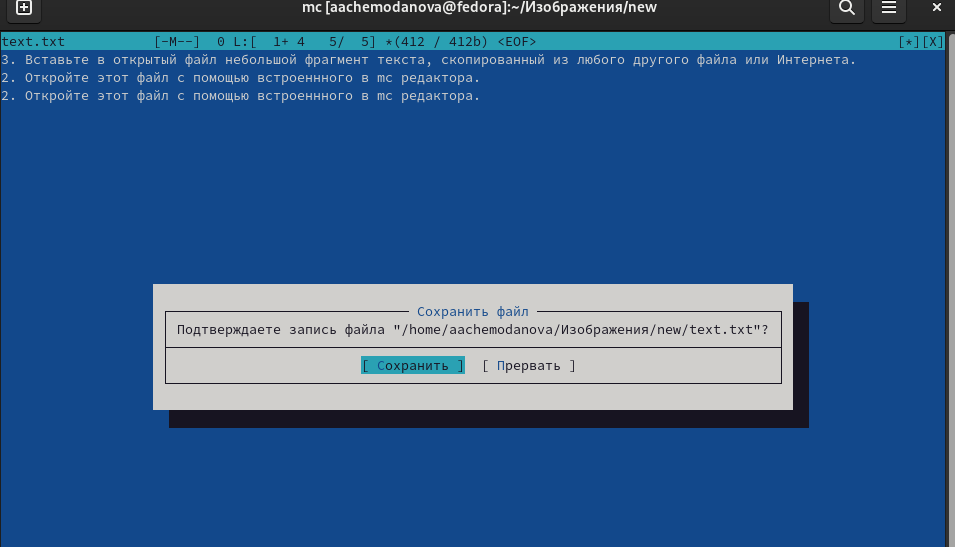 mc [aachemodanova@fedora]:~/Изображения/new
text.txt [-M--] 0 L:[ 1+ 4 5/ 5] *(412 / 412b) <EOF> [*][X]
3. Вставьте в открытый файл небольшой фрагмент текста, скопированный из любого другого файла или Интернета.
2. Откройте этот файл с помощью встроеннного в mc редактора.
2. Откройте этот файл с помощью встроеннного в mc редактора.
Сохранить файл
Подтверждаете запись файла "/home/aachemodanova/Изображения/new/text.txt"?
[ Сохранить ] [ Прервать ]